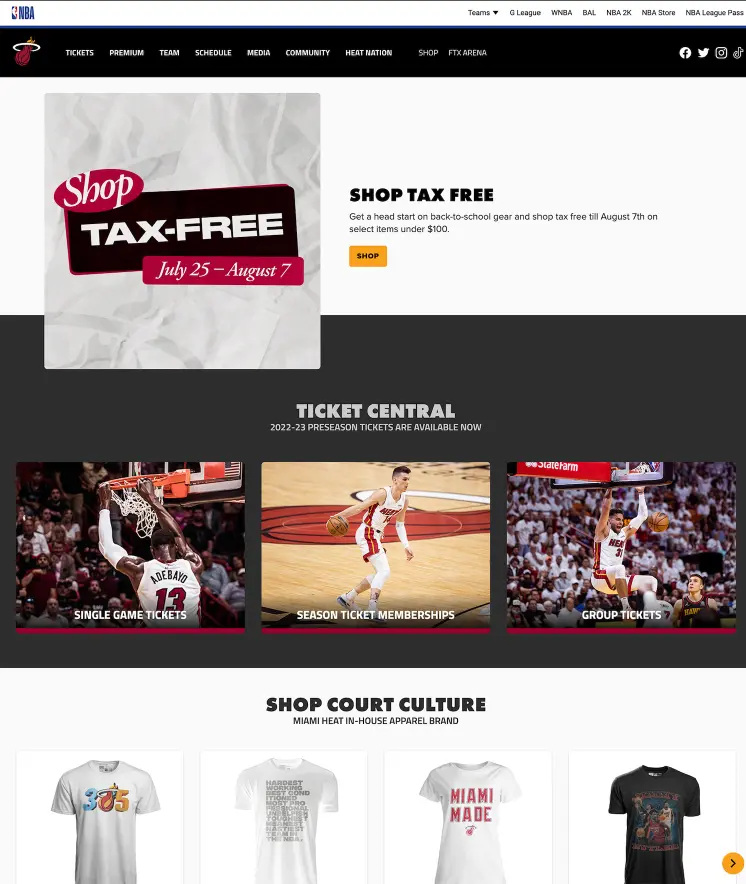 NBA
Teams G League WNBA BAL NBA 2K NBA Store NBA League Pass
TICKETS PREMIUM TEAM SCHEDULE MEDIA COMMUNITY HEAT NATION SHOP FTX ARENA
Shop
TAX-FREE
July 25 – August 7
SHOP TAX FREE
Get a head start on back-to-school gear and shop tax free till August 7th on
select items under $100.
SHOP
TICKET CENTRAL
2022-23 PRESEASON TICKETS ARE AVAILABLE NOW
ADEBAYO
13
SINGLE GAME TICKETS
SEASON TICKET MEMBERSHIPS
StateFarm
HEAT
GROUP TICKETS
SHOP COURT CULTURE
MIAMI HEAT IN-HOUSE APPAREL BRAND
305
HARDEST
WORKING
BEST COND
ITIONED
MOST PRO
FESSIONAL
UNSELFISH
TOUGHEST
MEANEST
NASTIEST
TEAM IN
THE NBA.
MIAMI
MADE